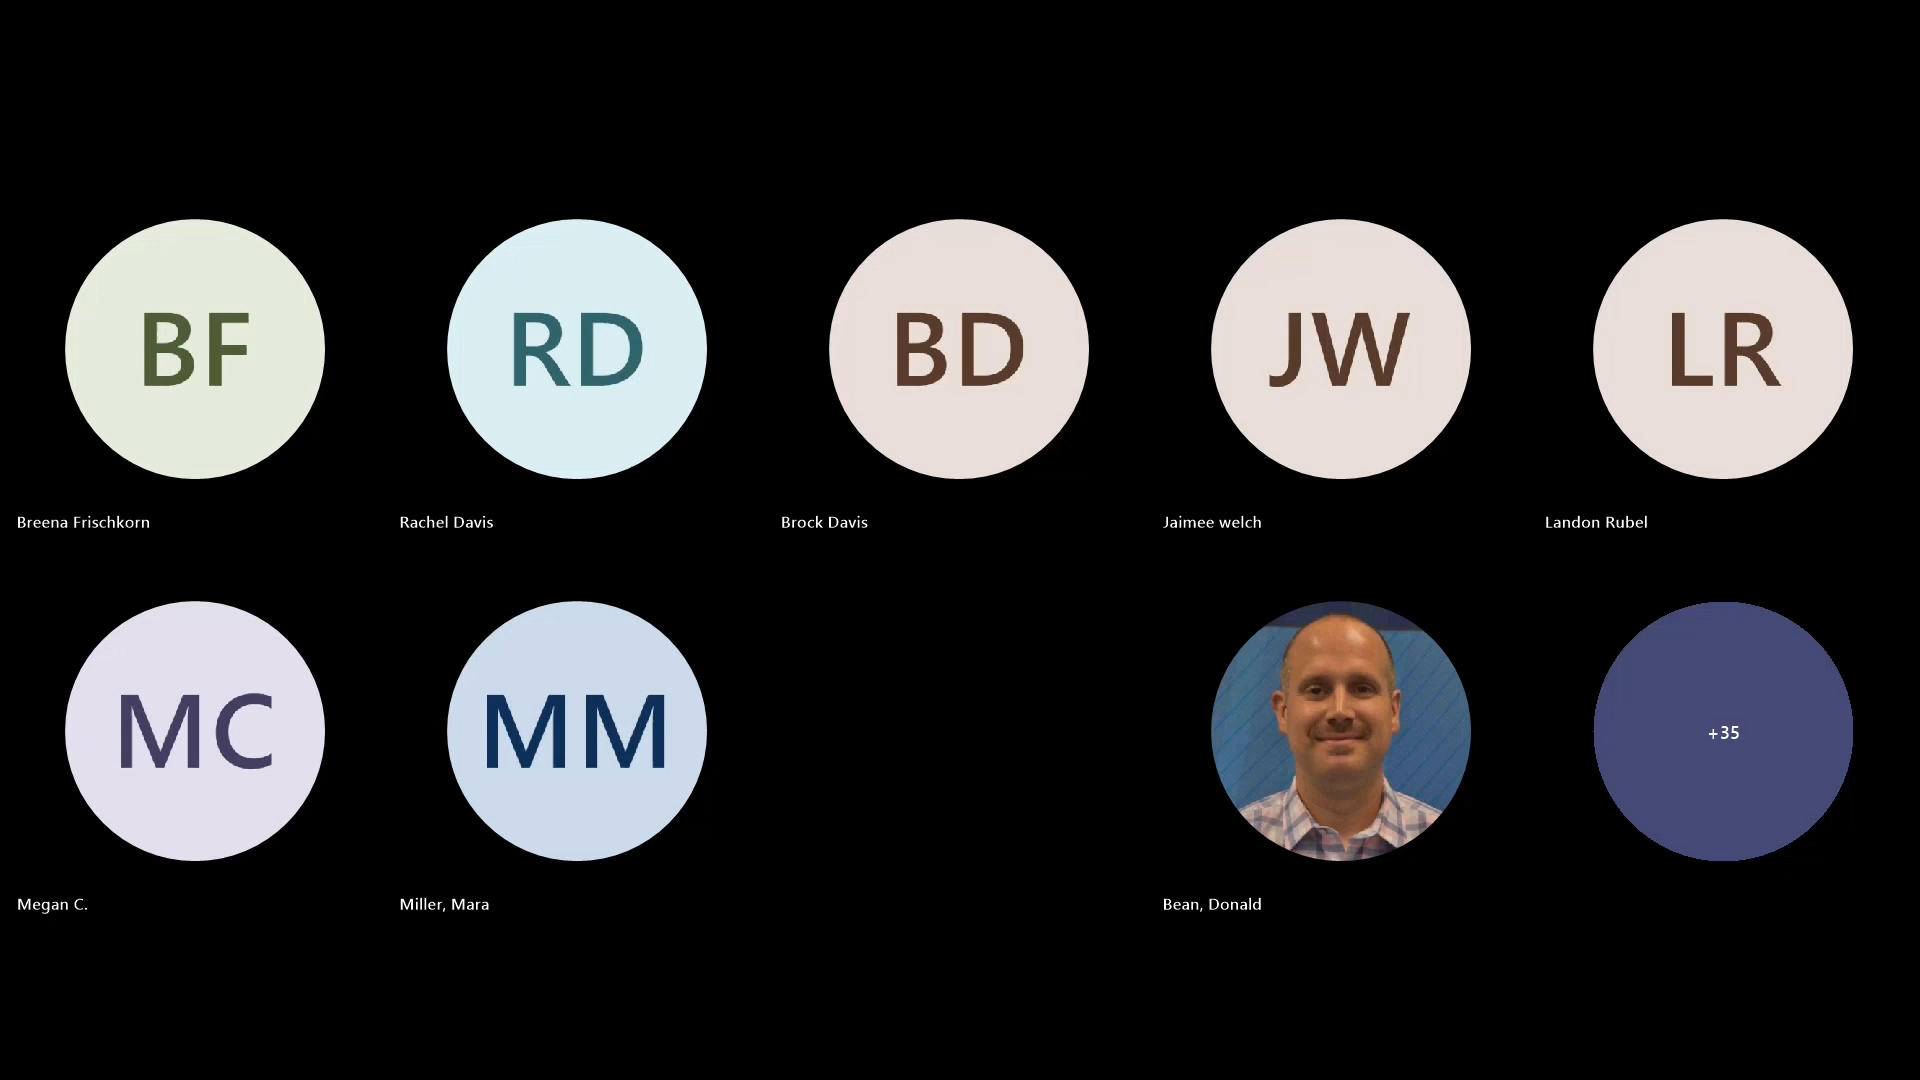 BF
RD
BD
JW
LR
Breena Frischkorn
Rachel Davis
Brock Davis
Jaimee welch
Landon Rubel
MC
MM
+35
Megan C.
Miller, Mara
Bean, Donald